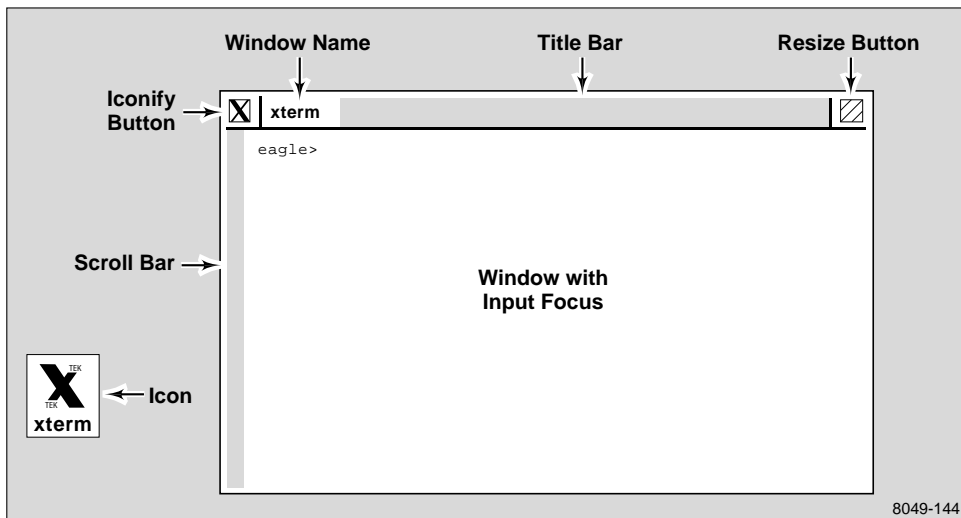 Window Name
Title Bar
Resize Button
Iconify
Button
X
xterm
eagle>
Scroll Bar
Window with
Input Focus
X
TEK
TEK
xterm
Icon
8049-144